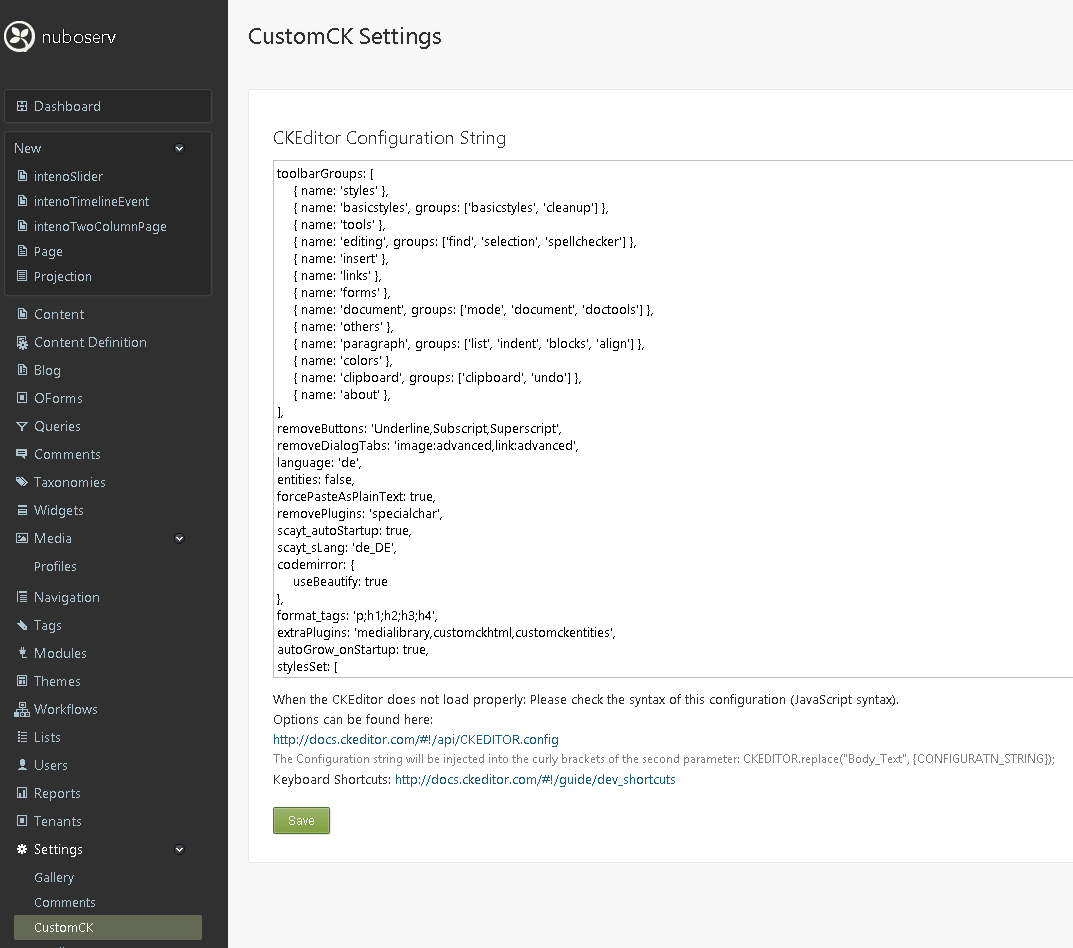 nuboserv
Dashboard
New
intenoSlider
intenoTimelineEvent
intenoTwoColumnPage
Page
Projection
Content
Content Definition
Blog
OForms
Queries
Comments
Taxonomies
Widgets
Media
Profiles
Navigation
Tags
Modules
Themes
Workflows
Lists
Users
Reports
Tenants
Settings
Gallery
Comments
CustomCK
CustomCK Settings
CKEditor Configuration String
toolbarGroups: [
{ name: 'styles' },
{ name: 'basicstyles', groups: ['basicstyles', 'cleanup'] },
{ name: 'tools' },
{ name: 'editing', groups: ['find', 'selection', 'spellchecker'] },
{ name: 'insert' },
{ name: 'links' },
{ name: 'forms' },
{ name: 'document', groups: ['mode', 'document', 'doctools'] },
{ name: 'others' },
{ name: 'paragraph', groups: ['list', 'indent', 'blocks', 'align'] },
{ name: 'colors' },
{ name: 'clipboard', groups: ['clipboard', 'undo'] },
{ name: 'about' },
],
removeButtons: 'Underline,Subscript,Superscript',
removeDialogTabs: 'image:advanced,link:advanced',
language: 'de',
entities: false,
forcePasteAsPlainText: true,
removePlugins: 'specialchar',
scayt_autoStartup: true,
scayt_sLang: 'de_DE',
codemirror: {
useBeautify: true
},
format_tags: 'p;h1;h2;h3;h4',
extraPlugins: 'medialibrary,customckhtml,customckentities',
autoGrow_onStartup: true,
stylesSet: [
When the CKEditor does not load properly: Please check the syntax of this configuration (JavaScript syntax).
Options can be found here:
http://docs.ckeditor.com/#!/api/CKEDITOR.config
The Configuration string will be injected into the curly brackets of the second parameter: CKEDITOR.replace("Body_Text", {CONFIGURATN_STRING});
Keyboard Shortcuts: http://docs.ckeditor.com/#!/guide/dev_shortcuts
Save